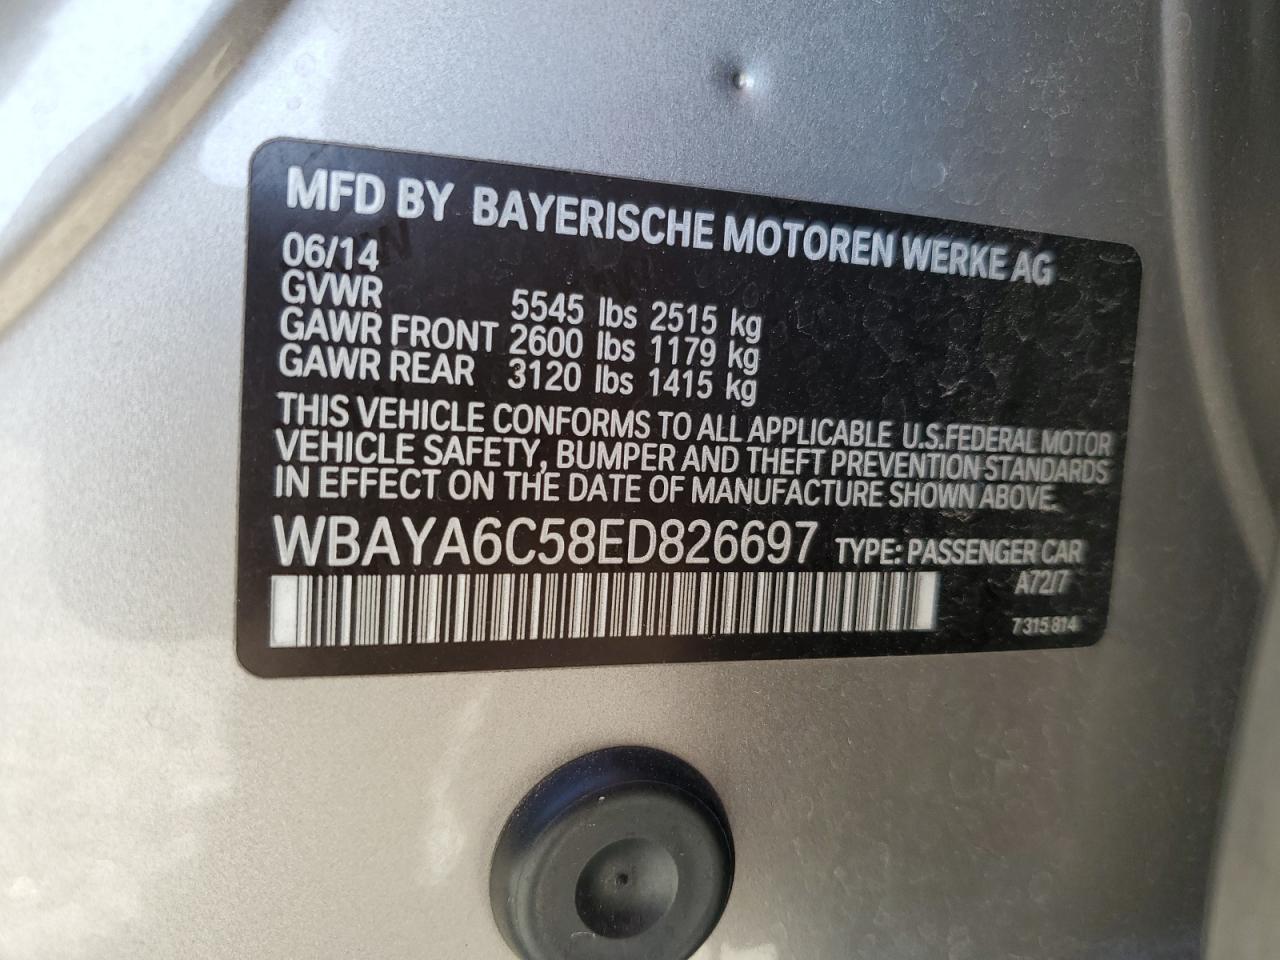 MFD BY BAYERISCHE MOTOREN WERKE AG
06/14
GVWR 5545 lbs 2515 kg
GAWR FRONT 2600 lbs 1179 kg
GAWR REAR 3120 lbs 1415 kg
THIS VEHICLE CONFORMS TO ALL APPLICABLE U.S.FEDERAL MOTOR
VEHICLE SAFETY, BUMPER AND THEFT PREVENTION STANDARDS
IN EFFECT ON THE DATE OF MANUFACTURE SHOWN ABOVE.
WBAYA6C58ED826697 TYPE: PASSENGER CAR
A72/7
7 315 814